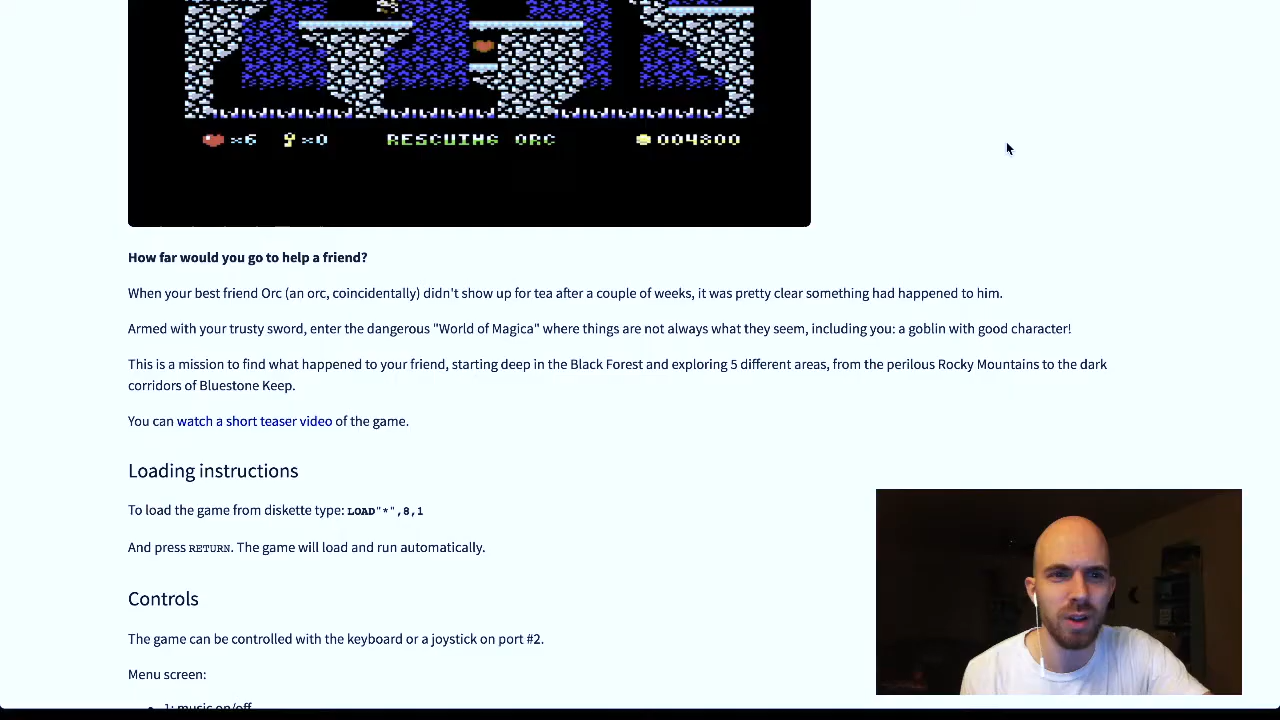 ×6 ×0 RESCUING ORC 004800
How far would you go to help a friend?
When your best friend Orc (an orc, coincidentally) didn't show up for tea after a couple of weeks, it was pretty clear something had happened to him.
Armed with your trusty sword, enter the dangerous "World of Magica" where things are not always what they seem, including you: a goblin with good character!
This is a mission to find what happened to your friend, starting deep in the Black Forest and exploring 5 different areas, from the perilous Rocky Mountains to the dark
corridors of Bluestone Keep.
You can watch a short teaser video of the game.
Loading instructions
To load the game from diskette type: LOAD"*",8,1
And press RETURN. The game will load and run automatically.
Controls
The game can be controlled with the keyboard or a joystick on port #2.
Menu screen:
1: music on/off